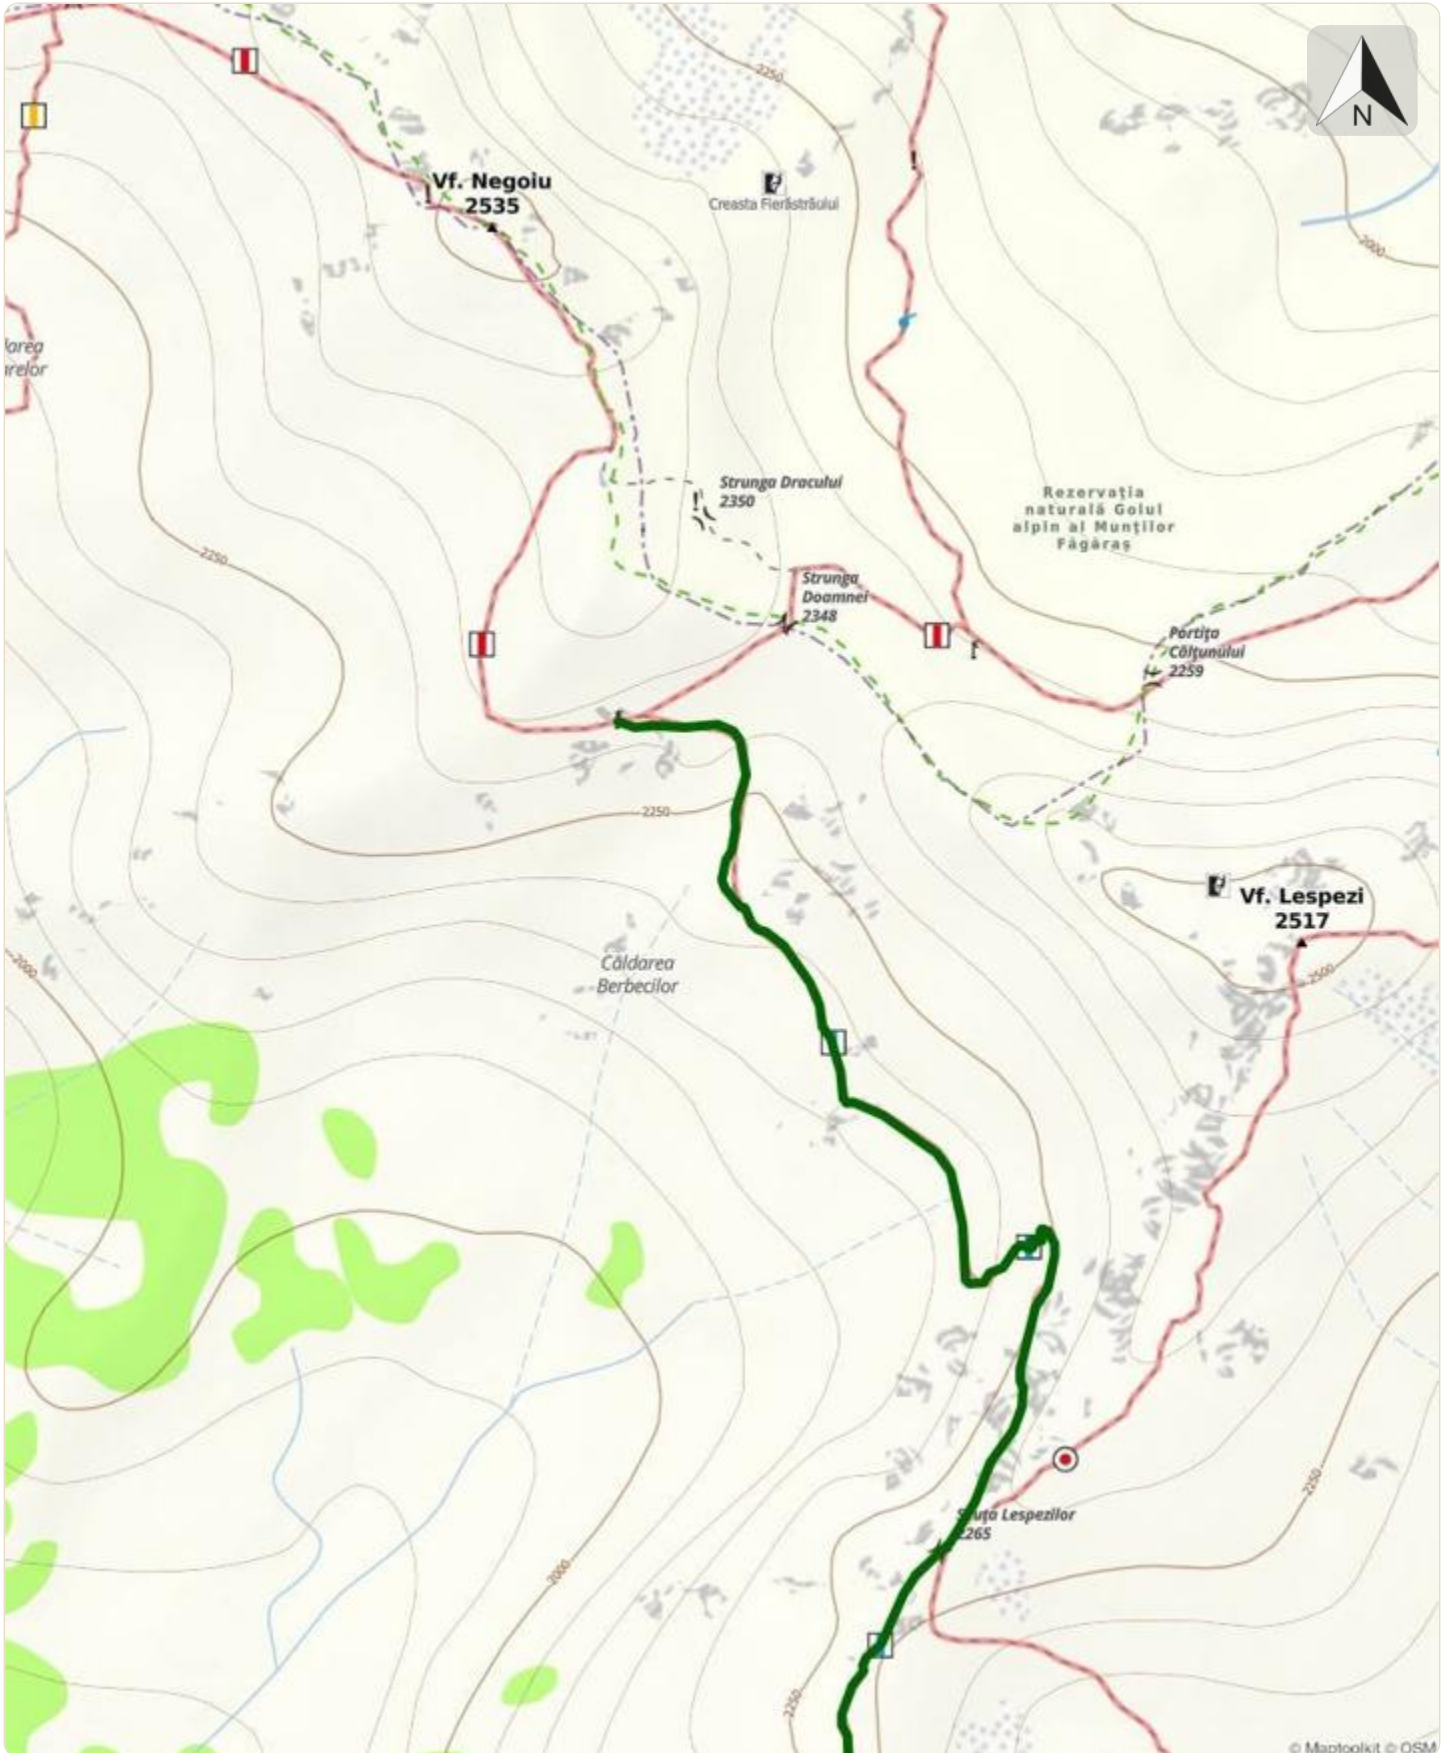 2250
N
Vf. Negoiu
2535
Creasta Fierăstrăului
2000
Strunga Dracului
2350
Rezervația
naturală Golul
alpin al Munților
Făgăraș
2250
Strunga
Doamnei
2348
Portița
Călțunului
2259
2250
Vf. Lespezi
2517
2500
2000
Căldarea
Berbecilor
2250
Lespezilor
2000
2250
© Maptoolkit © OSM